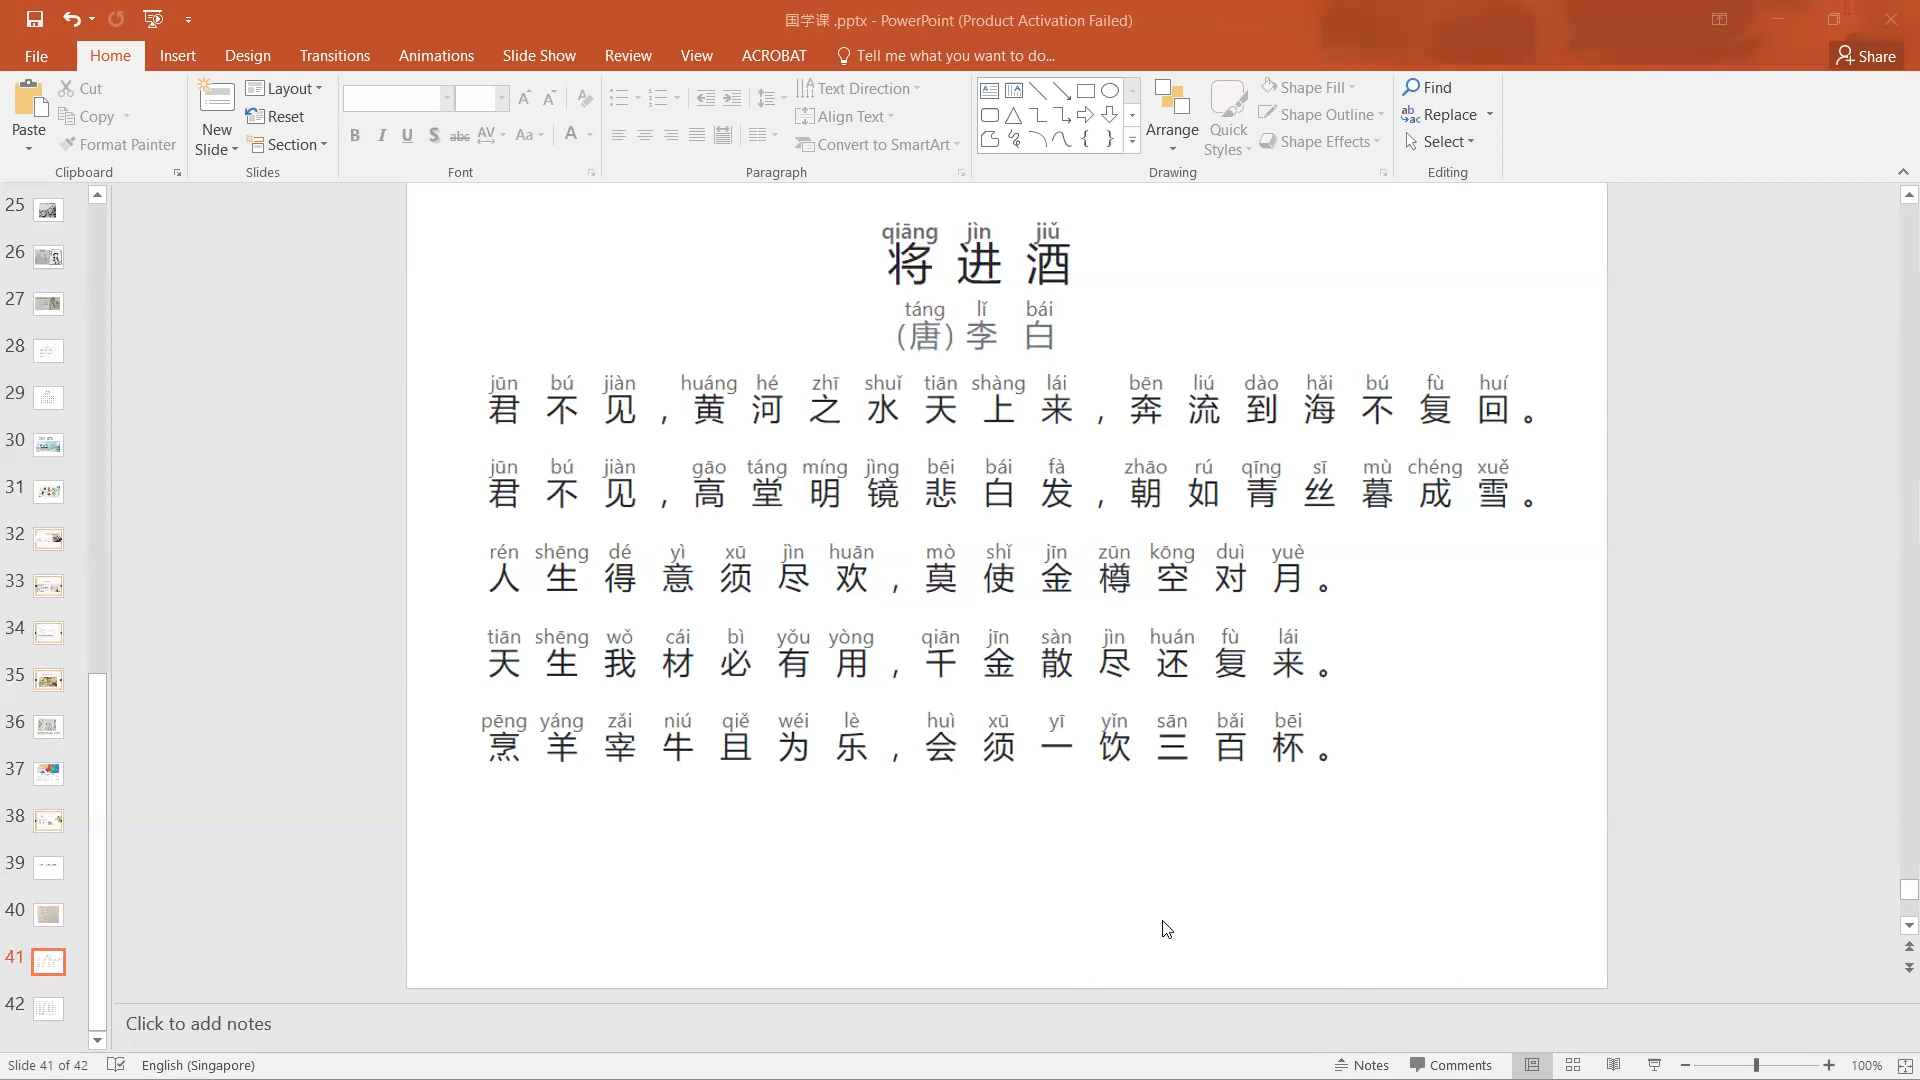 国学课 .pptx - PowerPoint (Product Activation Failed)
File Home Insert Design Transitions Animations Slide Show Review View ACROBAT Tell me what you want to do... Share
Paste Cut Copy Format Painter
Clipboard
New Slide Layout Reset Section
Slides
B I U S abc AV Aa A
Font
Text Direction
Align Text
Convert to SmartArt
Paragraph
Arrange Quick Styles Shape Fill Shape Outline Shape Effects
Drawing
Find
Replace
Select
Editing
25
26
27
28
29
30
31
32
33
34
35
36
37
38
39
40
41
42
qiāng jìn jiǔ
将 进 酒
táng lǐ bái
(唐) 李 白
jūn bú jiàn huáng hé zhī shuǐ tiān shàng lái bēn liú dào hǎi bú fù huí
君 不 见 , 黄 河 之 水 天 上 来 , 奔 流 到 海 不 复 回 。
jūn bú jiàn gāo táng míng jìng bēi bái fà zhāo rú qīng sī mù chéng xuě
君 不 见 , 高 堂 明 镜 悲 白 发 , 朝 如 青 丝 暮 成 雪 。
rén shēng dé yì xū jìn huān mò shǐ jīn zūn kōng duì yuè
人 生 得 意 须 尽 欢 , 莫 使 金 樽 空 对 月 。
tiān shēng wǒ cái bì yǒu yòng qiān jīn sàn jìn huán fù lái
天 生 我 材 必 有 用 , 千 金 散 尽 还 复 来 。
pēng yáng zǎi niú qiě wéi lè huì xū yī yǐn sān bǎi bēi
烹 羊 宰 牛 且 为 乐 , 会 须 一 饮 三 百 杯 。
Click to add notes
Slide 41 of 42 English (Singapore) Notes Comments 100%